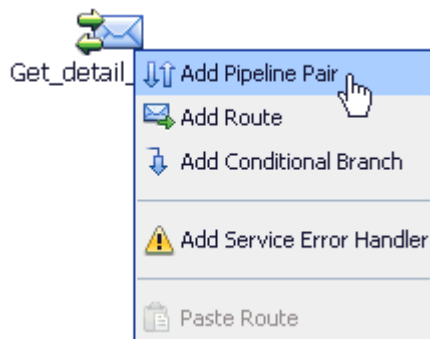 Get_detail_
Add Pipeline Pair
Add Route
Add Conditional Branch
Add Service Error Handler
Paste Route